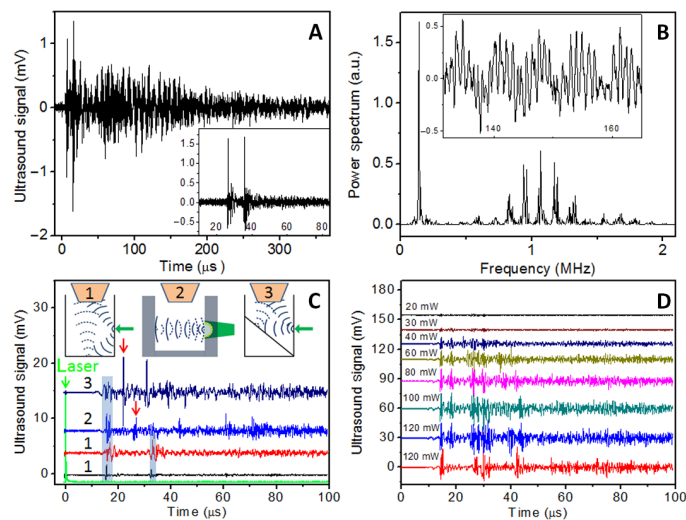 A
Ultrasound signal (mV)
1
0
−1
−2
0
100
200
300
Time (µs)
1.5
1.0
0.5
0.0
−0.5
20
40
60
80
B
Power spectrum (a.u.)
1.5
1.0
0.5
0.0
0
1
2
Frequency (MHz)
0.5
0.0
−0.5
140
160
C
Ultrasound signal (mV)
30
20
10
0
1
2
3
Laser
3
2
1
1
0
20
40
60
80
100
Time (µs)
D
Ultrasound signal (mV)
180
150
120
90
60
30
0
20 mW
30 mW
40 mW
60 mW
80 mW
100 mW
120 mW
120 mW
0
20
40
60
80
100
Time (µs)